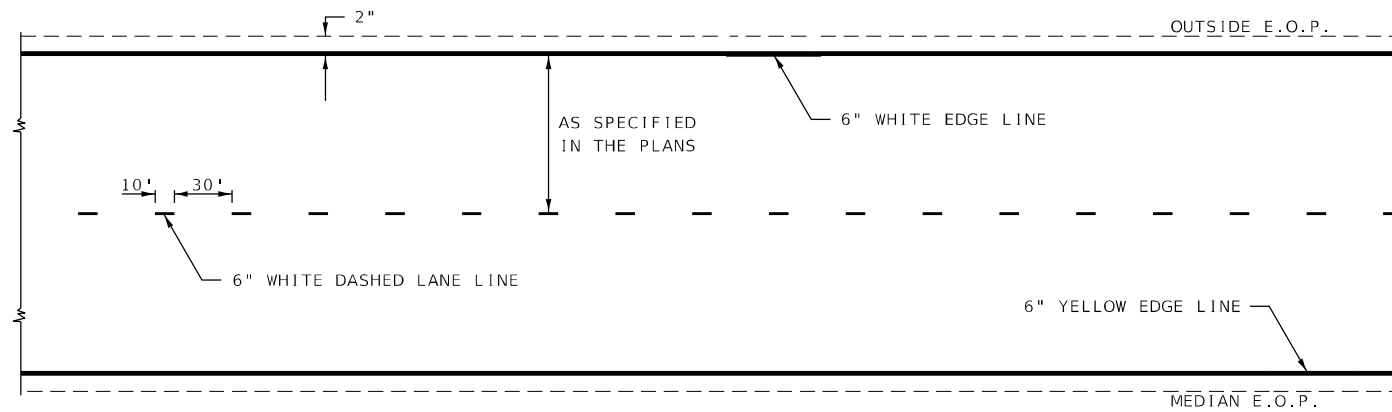 2"
OUTSIDE E.O.P.
AS SPECIFIED
IN THE PLANS
6" WHITE EDGE LINE
10' 30'
6" WHITE DASHED LANE LINE
6" YELLOW EDGE LINE
MEDIAN E.O.P.